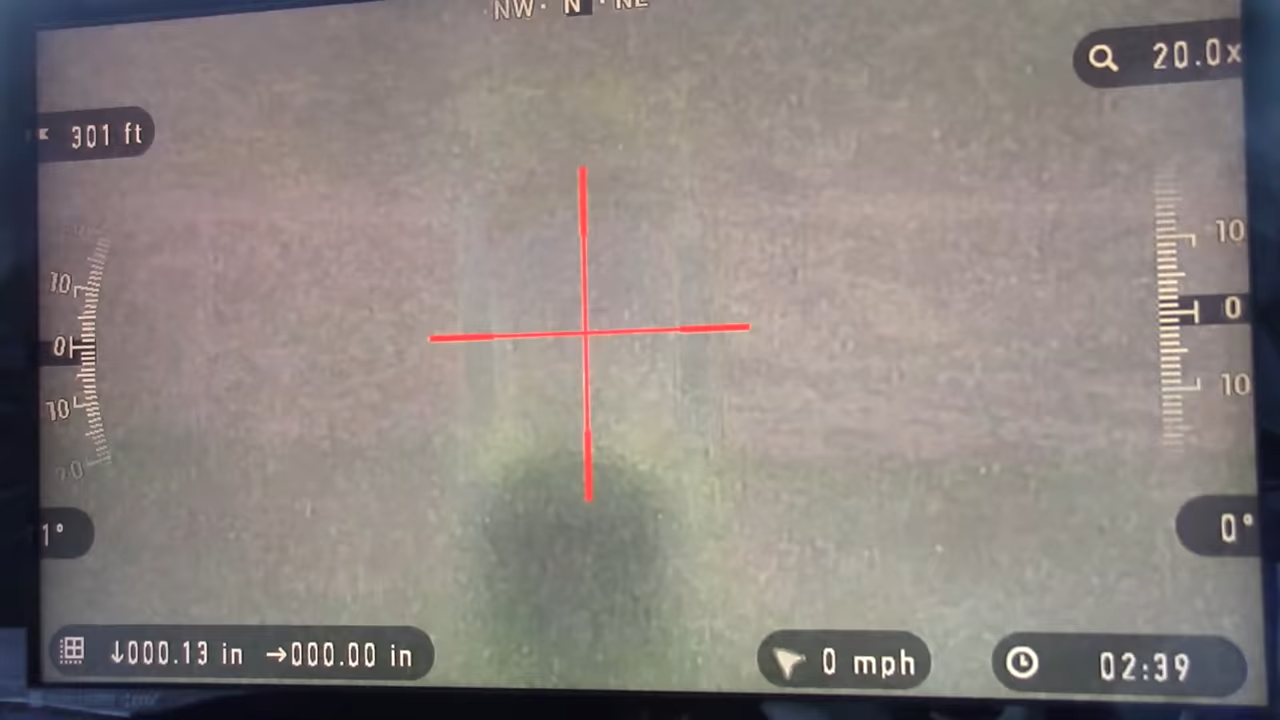 NW · N · NE
20.0x
301 ft
10
0
10
20
10
0
10
1°
0°
↓000.13 in →000.00 in
0 mph
02:39